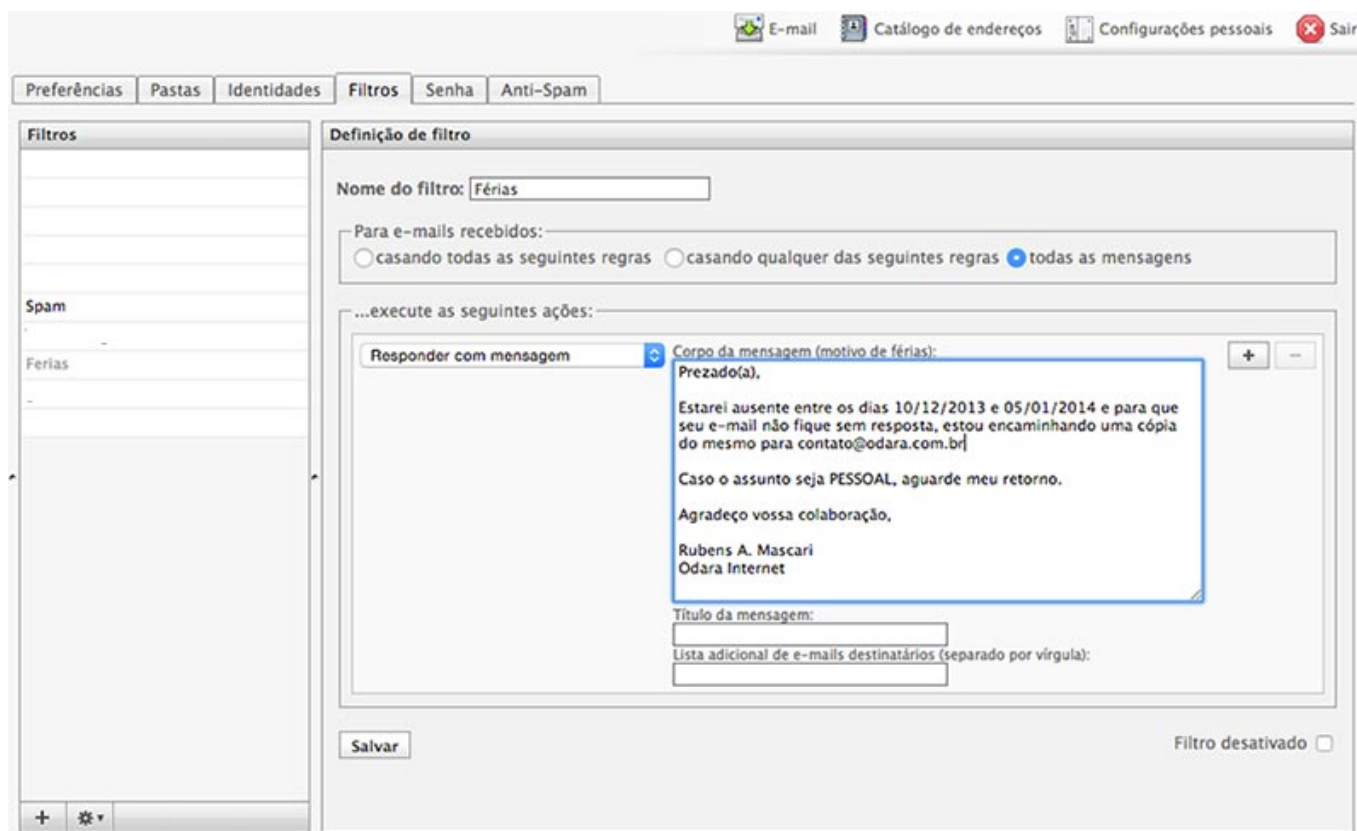 E-mail Catálogo de endereços Configurações pessoais Sair
Preferências Pastas Identidades Filtros Senha Anti-Spam
Filtros
Spam
Ferias
Definição de filtro
Nome do filtro: Férias
Para e-mails recebidos:
casando todas as seguintes regras casando qualquer das seguintes regras todas as mensagens
...execute as seguintes ações:
Responder com mensagem
Corpo da mensagem (motivo de férias):
Prezado(a),
Estarei ausente entre os dias 10/12/2013 e 05/01/2014 e para que
seu e-mail não fique sem resposta, estou encaminhando uma cópia
do mesmo para contato@odara.com.br
Caso o assunto seja PESSOAL, aguarde meu retorno.
Agradeço vossa colaboração,
Rubens A. Mascari
Odara Internet
Título da mensagem:
Lista adicional de e-mails destinatários (separado por vírgula):
Salvar
Filtro desativado